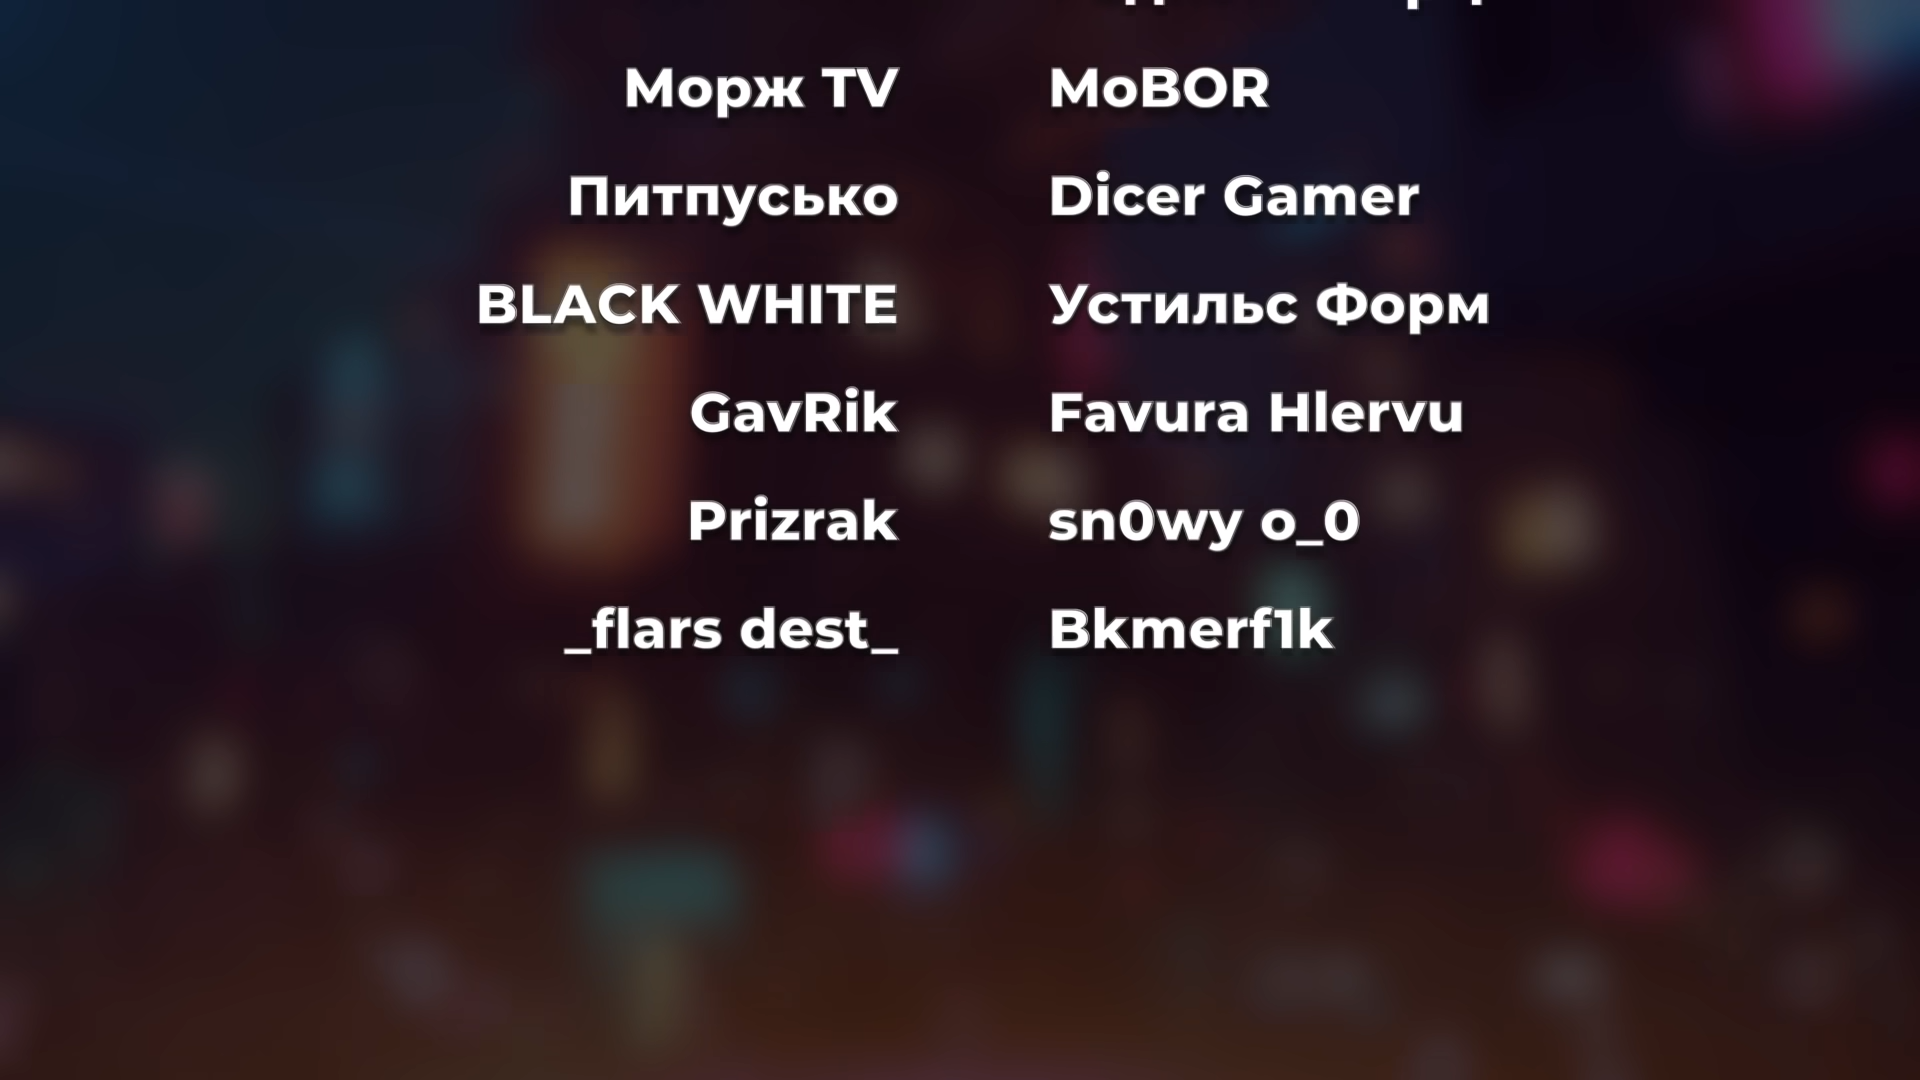 Морж TV MoBOR
Питпусько Dicer Gamer
BLACK WHITE Устильс Форм
GavRik Favura Hlervu
Prizrak sn0wy o_0
_flars dest_ Bkmerf1k